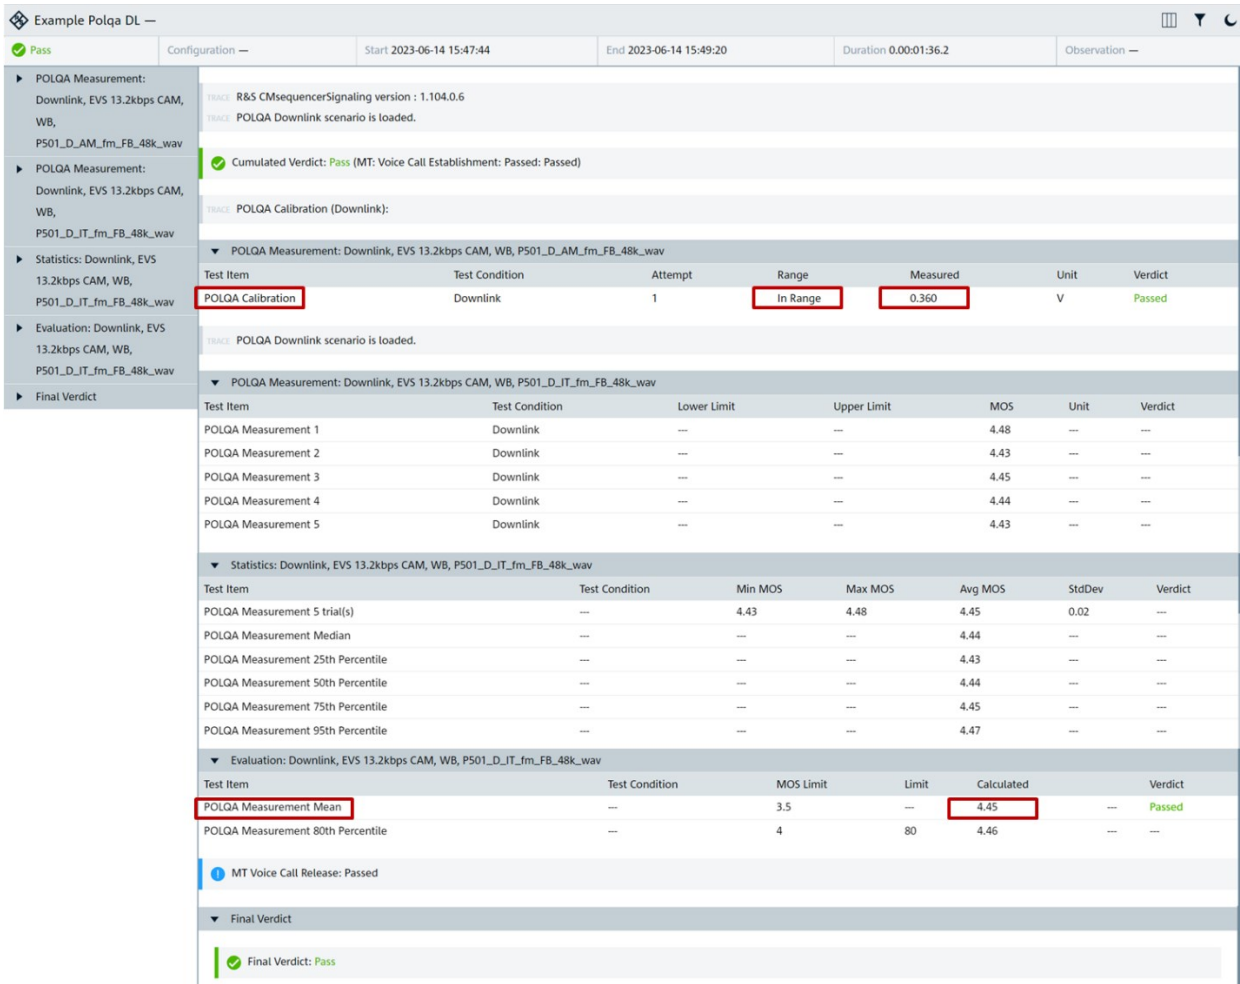 Example Polqa DL —
Pass Configuration — Start 2023-06-14 15:47:44 End 2023-06-14 15:49:20 Duration 0.00:01:36.2 Observation —
POLQA Measurement:
Downlink, EVS 13.2kbps CAM,
WB,
P501_D_AM_fm_FB_48k_wav
POLQA Measurement:
Downlink, EVS 13.2kbps CAM,
WB,
P501_D_IT_fm_FB_48k_wav
Statistics: Downlink, EVS
13.2kbps CAM, WB,
P501_D_IT_fm_FB_48k_wav
Evaluation: Downlink, EVS
13.2kbps CAM, WB,
P501_D_IT_fm_FB_48k_wav
Final Verdict
TRACE R&S CMsequencerSignaling version : 1.104.0.6
TRACE POLQA Downlink scenario is loaded.
Cumulated Verdict: Pass (MT: Voice Call Establishment: Passed: Passed)
TRACE POLQA Calibration (Downlink):
POLQA Measurement: Downlink, EVS 13.2kbps CAM, WB, P501_D_AM_fm_FB_48k_wav
Test Item Test Condition Attempt Range Measured Unit Verdict
POLQA Calibration Downlink 1 In Range 0.360 V Passed
TRACE POLQA Downlink scenario is loaded.
POLQA Measurement: Downlink, EVS 13.2kbps CAM, WB, P501_D_IT_fm_FB_48k_wav
Test Item Test Condition Lower Limit Upper Limit MOS Unit Verdict
POLQA Measurement 1 Downlink --- --- 4.48 --- ---
POLQA Measurement 2 Downlink --- --- 4.43 --- ---
POLQA Measurement 3 Downlink --- --- 4.45 --- ---
POLQA Measurement 4 Downlink --- --- 4.44 --- ---
POLQA Measurement 5 Downlink --- --- 4.43 --- ---
Statistics: Downlink, EVS 13.2kbps CAM, WB, P501_D_IT_fm_FB_48k_wav
Test Item Test Condition Min MOS Max MOS Avg MOS StdDev Verdict
POLQA Measurement 5 trial(s) --- 4.43 4.48 4.45 0.02 ---
POLQA Measurement Median --- --- --- 4.44 --- ---
POLQA Measurement 25th Percentile --- --- --- 4.43 --- ---
POLQA Measurement 50th Percentile --- --- --- 4.44 --- ---
POLQA Measurement 75th Percentile --- --- --- 4.45 --- ---
POLQA Measurement 95th Percentile --- --- --- 4.47 --- ---
Evaluation: Downlink, EVS 13.2kbps CAM, WB, P501_D_IT_fm_FB_48k_wav
Test Item Test Condition MOS Limit Limit Calculated Verdict
POLQA Measurement Mean --- 3.5 --- 4.45 --- Passed
POLQA Measurement 80th Percentile --- 4 80 4.46 --- ---
MT Voice Call Release: Passed
Final Verdict
Final Verdict: Pass